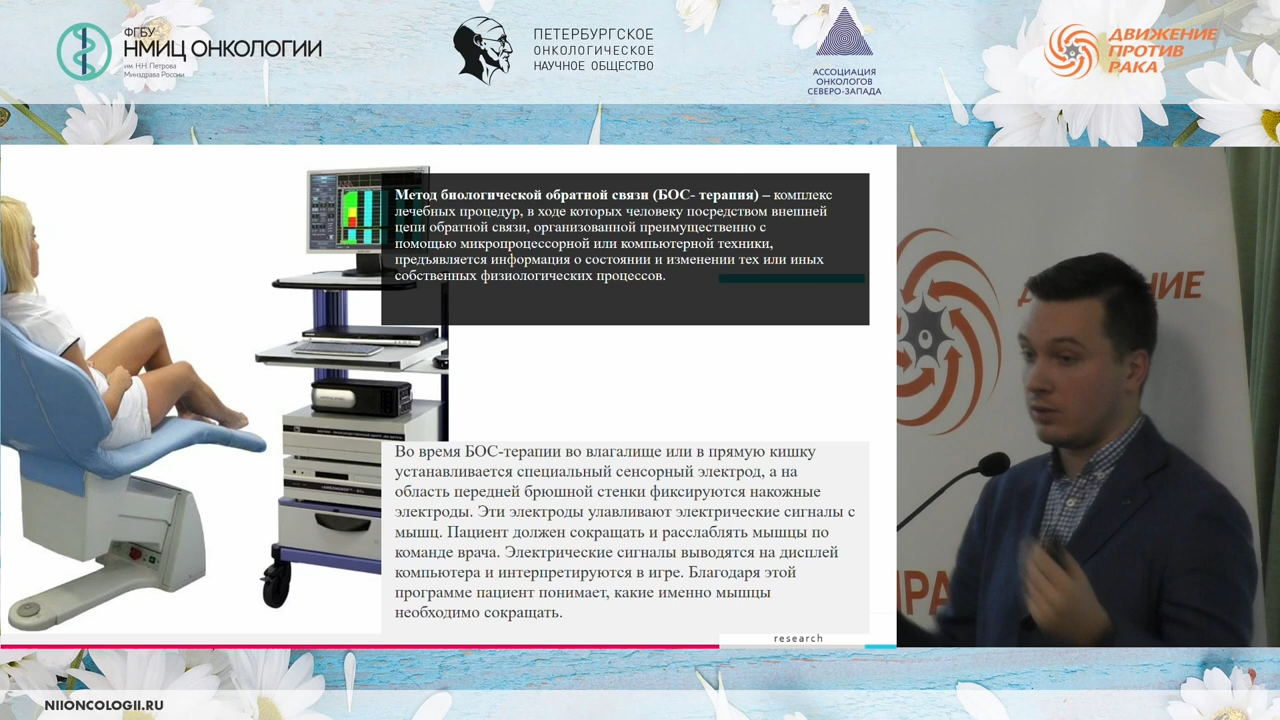 ФГБУ
НМИЦ ОНКОЛОГИИ
им. Н.Н. Петрова
Минздрава России
ПЕТЕРБУРГСКОЕ
ОНКОЛОГИЧЕСКОЕ
НАУЧНОЕ ОБЩЕСТВО
АССОЦИАЦИЯ
ОНКОЛОГОВ
СЕВЕРО-ЗАПАДА
ДВИЖЕНИЕ
ПРОТИВ
РАКА
Метод биологической обратной связи (БОС- терапия) – комплекс
лечебных процедур, в ходе которых человеку посредством внешней
цепи обратной связи, организованной преимущественно с
помощью микропроцессорной или компьютерной техники,
предъявляется информация о состоянии и изменении тех или иных
собственных физиологических процессов.
Во время БОС-терапии во влагалище или в прямую кишку
устанавливается специальный сенсорный электрод, а на
область передней брюшной стенки фиксируются накожные
электроды. Эти электроды улавливают электрические сигналы с
мышц. Пациент должен сокращать и расслаблять мышцы по
команде врача. Электрические сигналы выводятся на дисплей
компьютера и интерпретируются в игре. Благодаря этой
программе пациент понимает, какие именно мышцы
необходимо сокращать.
research
NIIONCOLOGII.RU